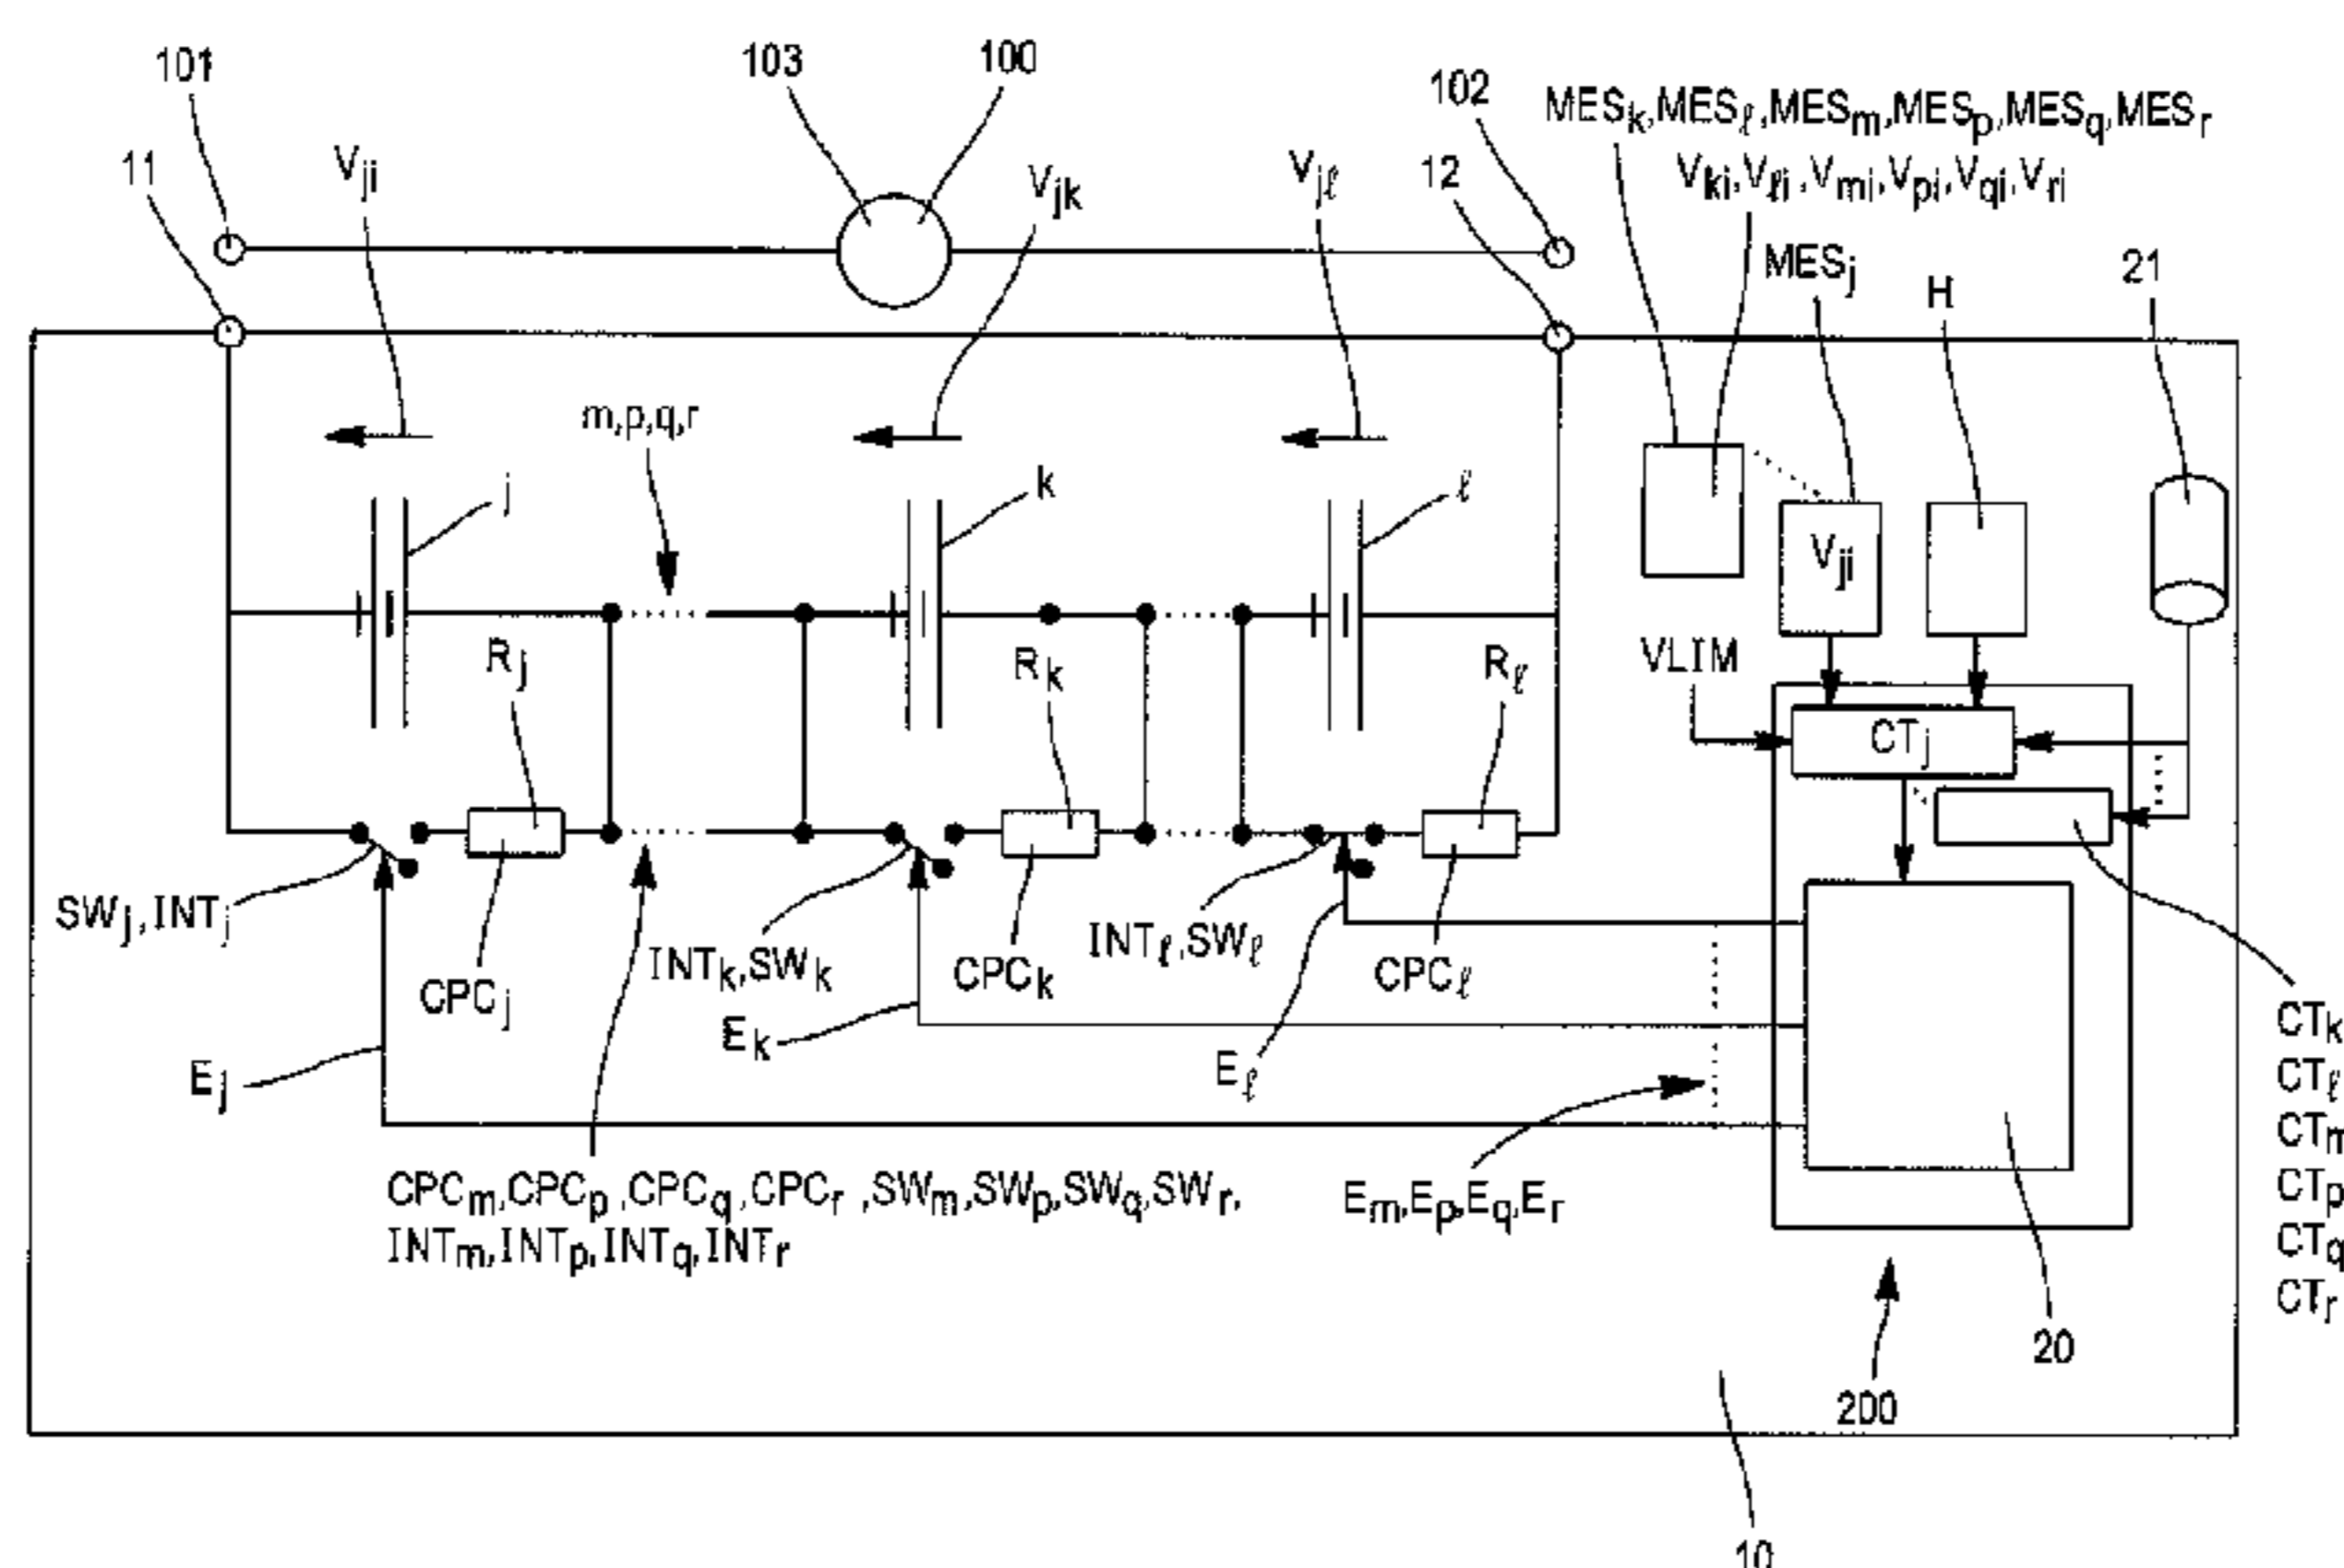 101
103
100
102
MESk,MESℓ,MESm,MESp,MESq,MESr
11
Vji
Vjk
Vjℓ
12
Vki,Vℓi,Vmi,Vpi,Vqi,Vri
MESj
H
21
m,p,q,r
j
k
ℓ
Vji
Rj
Rk
Rℓ
VLIM
CTj
SWj,INTj
CPCj
INTk,SWk
CPCk
INTℓ,SWℓ
CPCℓ
Ej
Ek
Eℓ
CTk
CTℓ
CTm
CTp
CTq
CTr
CPCm,CPCp,CPCq,CPCr,SWm,SWp,SWq,SWr,
INTm,INTp,INTq,INTr
Em,Ep,Eq,Er
20
200
10